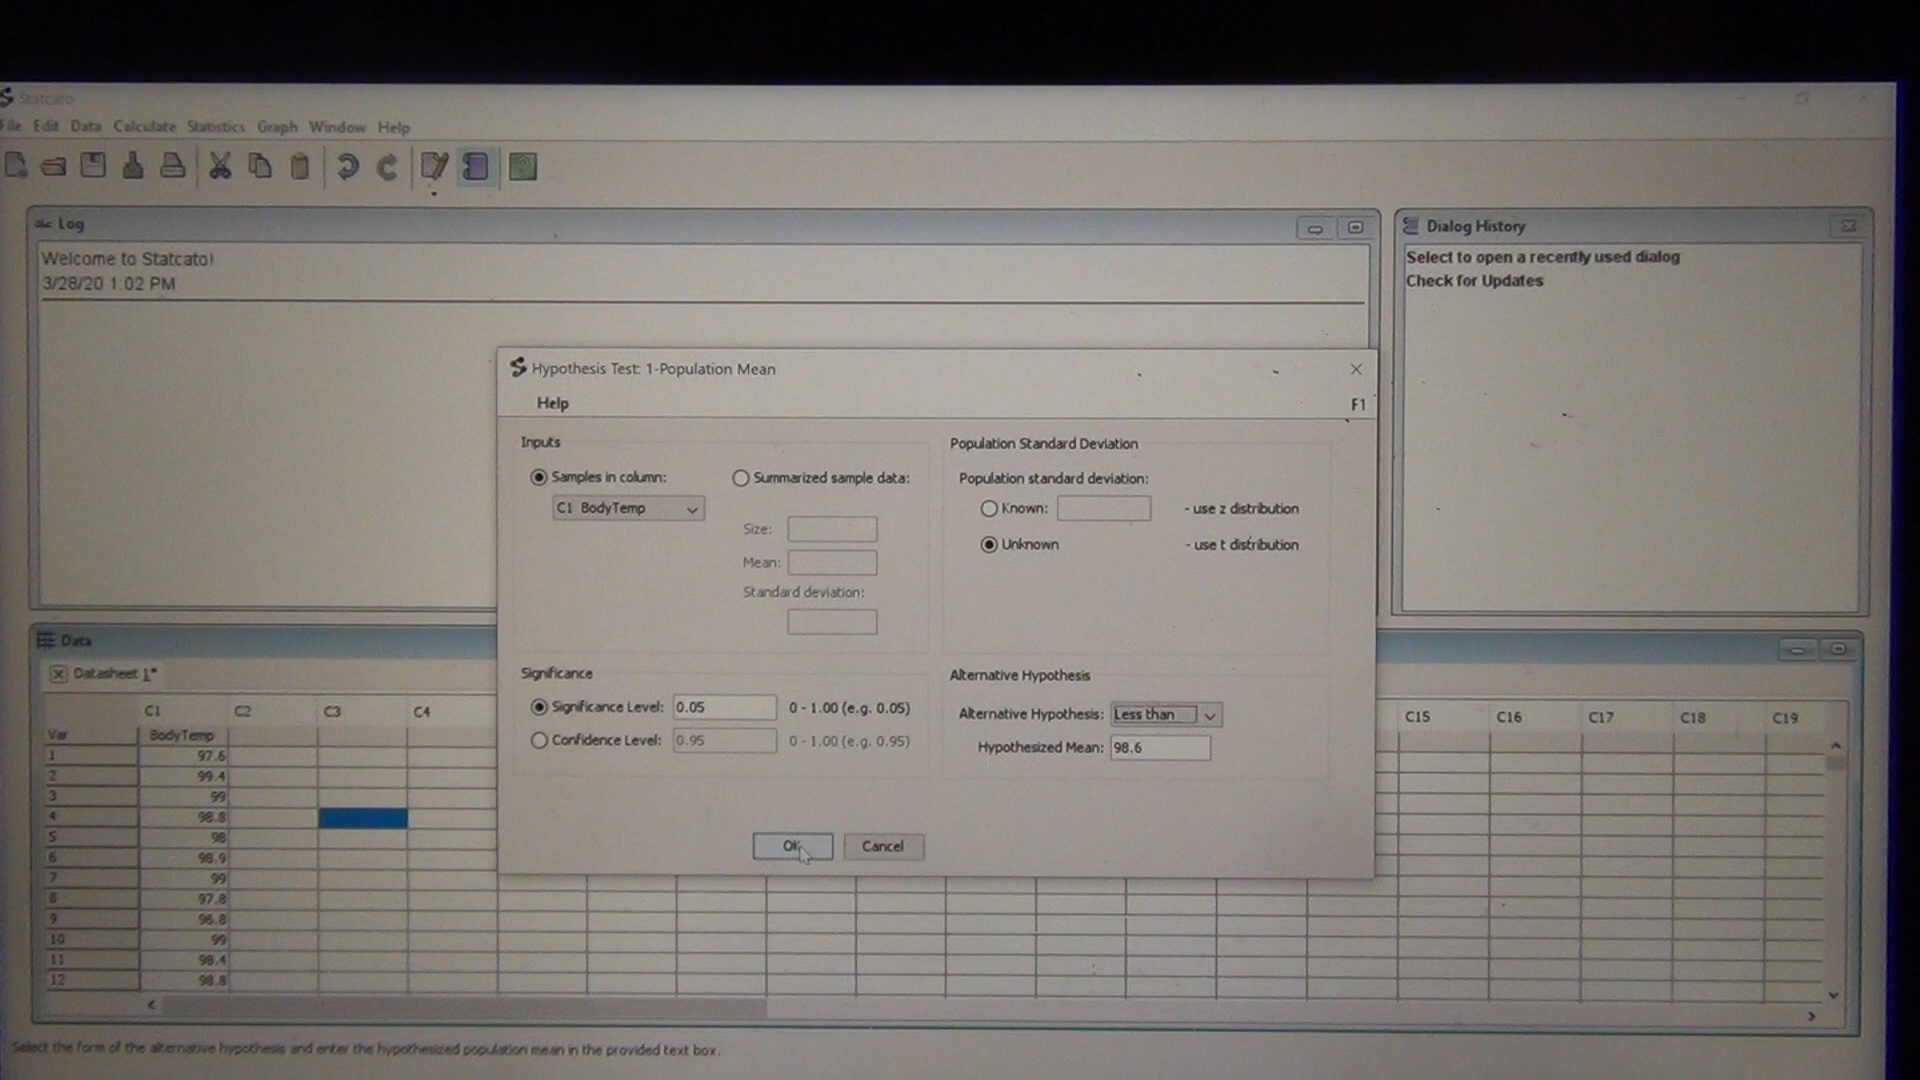 Statcato
File Edit Data Calculate Statistics Graph Window Help
Log
Welcome to Statcato!
3/28/20 1:02 PM
Dialog History
Select to open a recently used dialog
Check for Updates
Hypothesis Test: 1-Population Mean
Help F1
Inputs
Samples in column:
C1 BodyTemp
Summarized sample data:
Size:
Mean:
Standard deviation:
Population Standard Deviation
Population standard deviation:
Known: - use z distribution
Unknown - use t distribution
Significance
Significance Level: 0.05 0 - 1.00 (e.g. 0.05)
Confidence Level: 0.95 0 - 1.00 (e.g. 0.95)
Alternative Hypothesis
Alternative Hypothesis: Less than
Hypothesized Mean: 98.6
OK Cancel
Data
Datasheet 1*
C1 C2 C3 C4 C15 C16 C17 C18 C19
Var BodyTemp
1 97.6
2 99.4
3 99
4 98.8
5 98
6 98.9
7 99
8 97.8
9 96.8
10 99
11 98.4
12 98.8
Select the form of the alternative hypothesis and enter the hypothesized population mean in the provided text box.